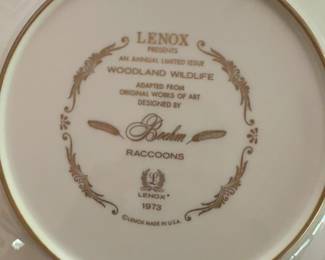 LENOX
PRESENTS
AN ANNUAL LIMITED ISSUE
WOODLAND WILDLIFE
ADAPTED FROM
ORIGINAL WORKS OF ART
DESIGNED BY
Boehm
RACCOONS
L
LENOX®
1973
©LENOX MADE IN U.S.A.